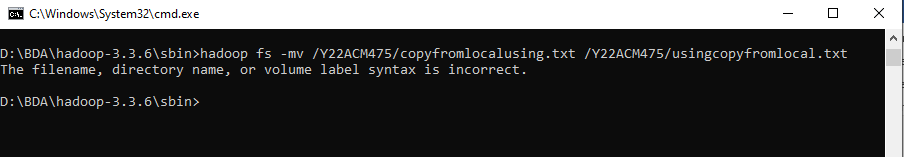 C:\Windows\System32\cmd.exe
D:\BDA\hadoop-3.3.6\sbin>hadoop fs -mv /Y22ACM475/copyfromlocalusing.txt /Y22ACM475/usingcopyfromlocal.txt
The filename, directory name, or volume label syntax is incorrect.
D:\BDA\hadoop-3.3.6\sbin>